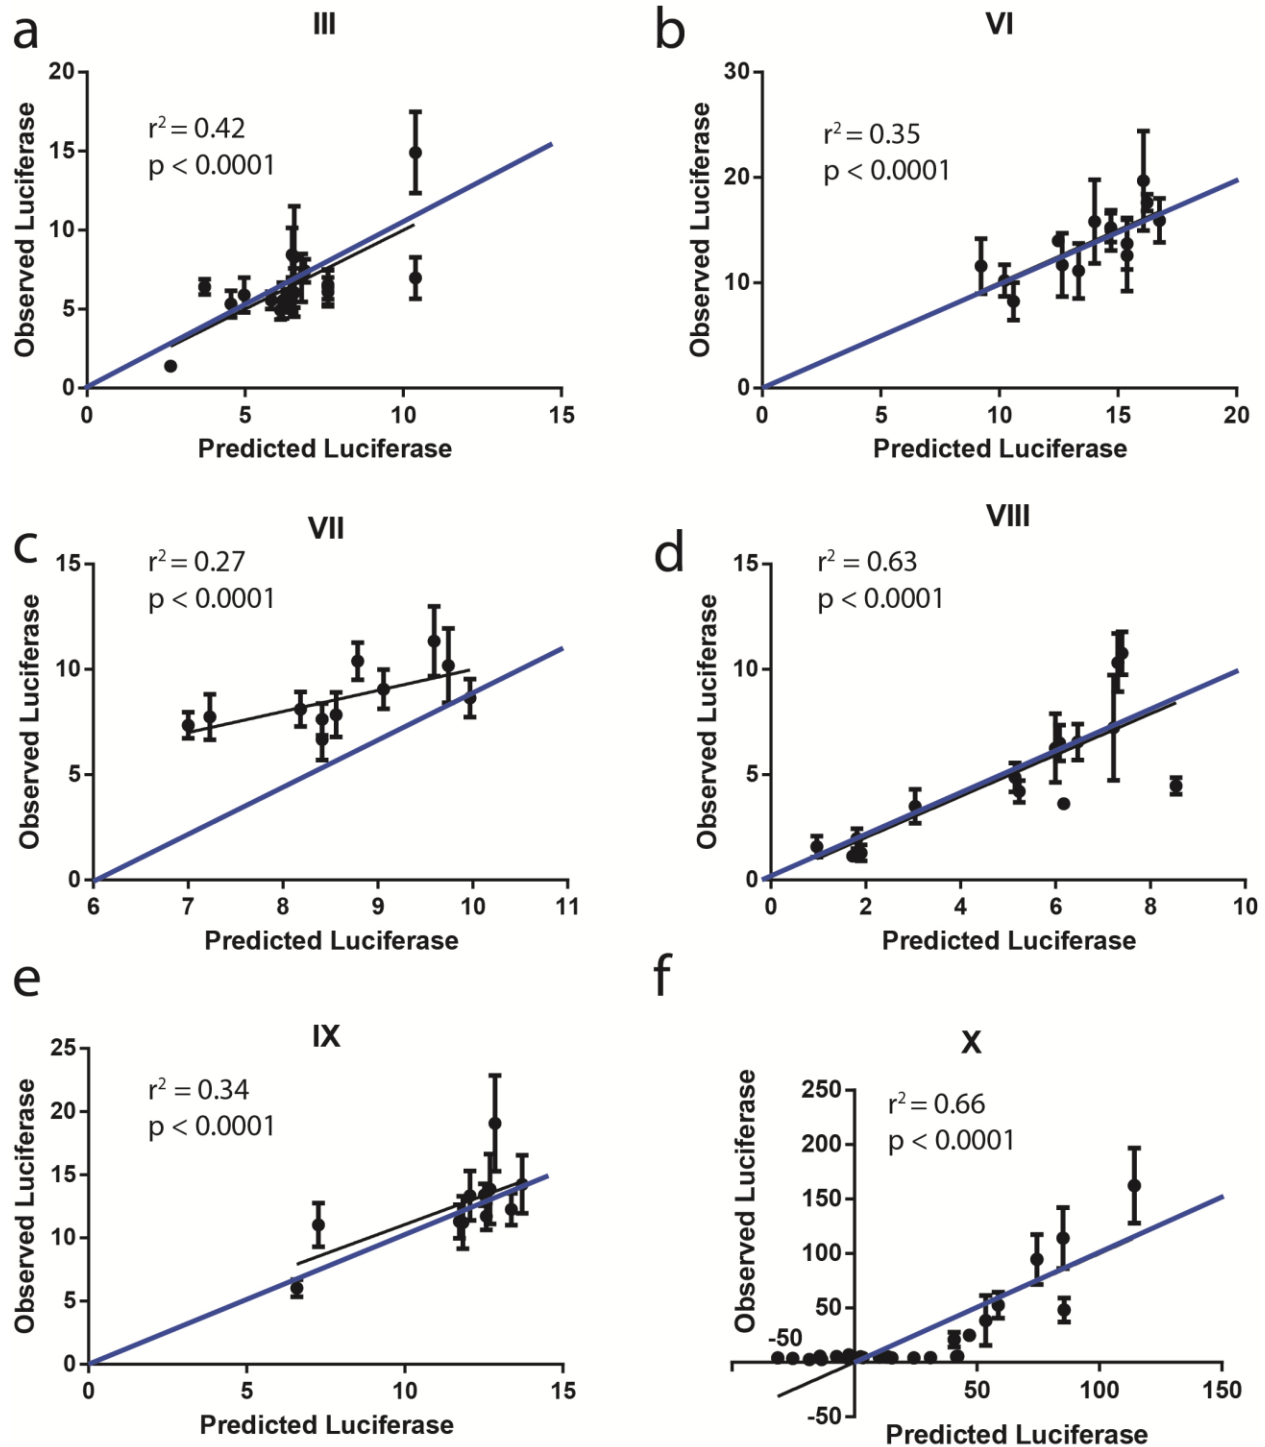 a
III
20
15
10
5
0
r² = 0.42
p < 0.0001
Observed Luciferase
0 5 10 15
Predicted Luciferase
b
VI
30
20
10
0
r² = 0.35
p < 0.0001
Observed Luciferase
0 5 10 15 20
Predicted Luciferase
c
VII
15
10
5
0
r² = 0.27
p < 0.0001
Observed Luciferase
6 7 8 9 10 11
Predicted Luciferase
d
VIII
15
10
5
0
r² = 0.63
p < 0.0001
Observed Luciferase
0 2 4 6 8 10
Predicted Luciferase
e
IX
25
20
15
10
5
0
r² = 0.34
p < 0.0001
Observed Luciferase
0 5 10 15
Predicted Luciferase
f
X
250
200
150
100
50
-50
r² = 0.66
p < 0.0001
Observed Luciferase
-50 50 100 150
Predicted Luciferase